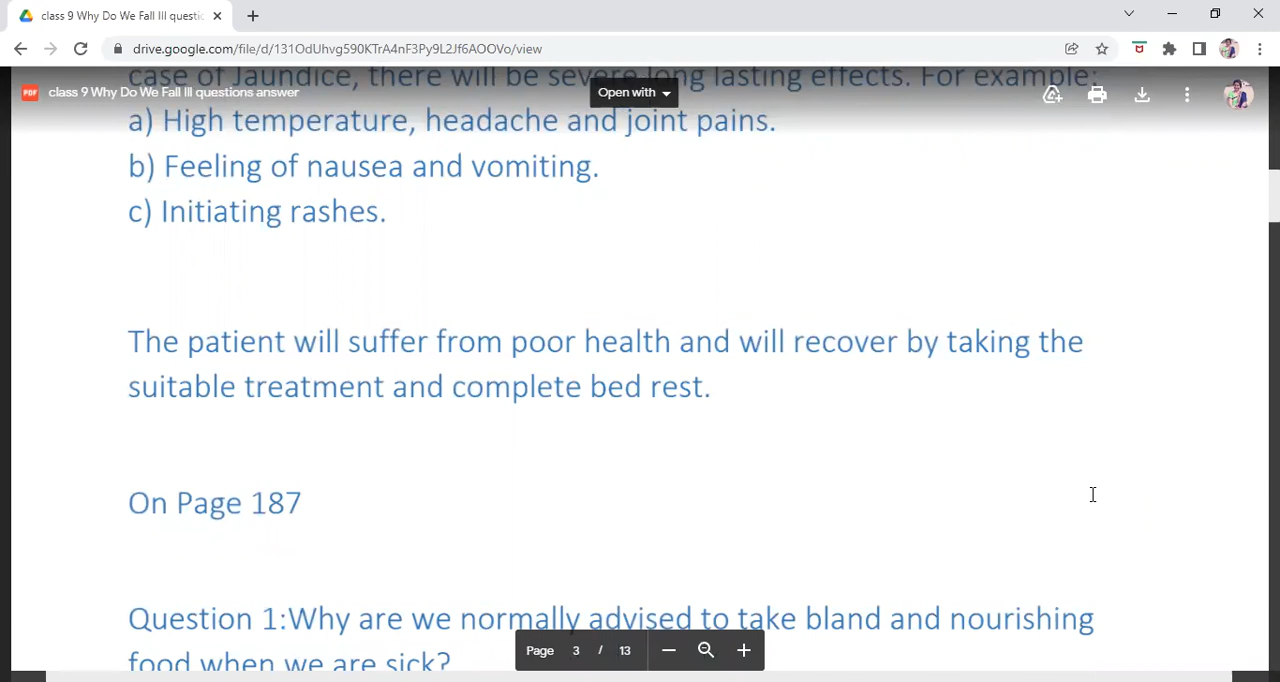 class 9 Why Do We Fall Ill questic
drive.google.com/file/d/131OdUhvg590KTrA4nF3Py9L2Jf6AOOVo/view
case of Jaundice, there will be severe long lasting effects. For example:
PDF class 9 Why Do We Fall Ill questions answer
Open with
a) High temperature, headache and joint pains.
b) Feeling of nausea and vomiting.
c) Initiating rashes.
The patient will suffer from poor health and will recover by taking the
suitable treatment and complete bed rest.
On Page 187
Question 1:Why are we normally advised to take bland and nourishing
food when we are sick?
Page 3 / 13